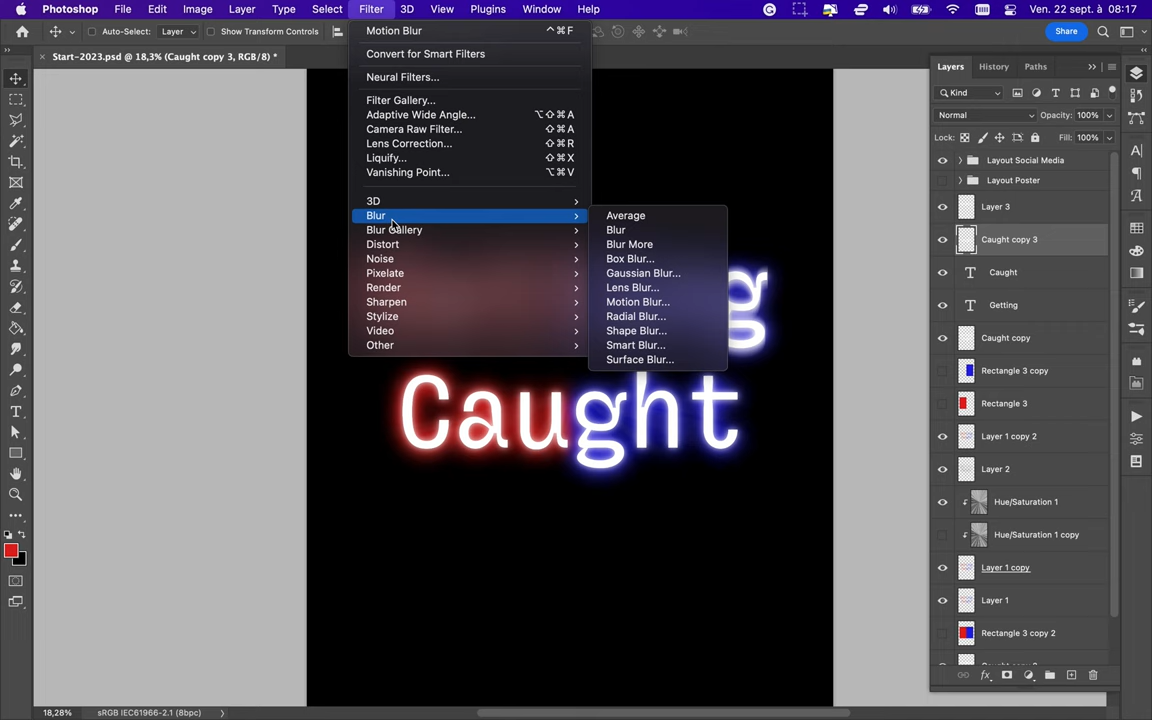 Photoshop File Edit Image Layer Type Select Filter 3D View Plugins Window Help Ven. 22 sept. à 08:17
Auto-Select: Layer Show Transform Controls Share
Start-2023.psd @ 18,3% (Caught copy 3, RGB/8) *
Motion Blur ^⌘F
Convert for Smart Filters
Neural Filters...
Filter Gallery...
Adaptive Wide Angle... ⌥⇧⌘A
Camera Raw Filter... ⇧⌘A
Lens Correction... ⇧⌘R
Liquify... ⇧⌘X
Vanishing Point... ⌥⌘V
3D
Blur
Blur Gallery
Distort
Noise
Pixelate
Render
Sharpen
Stylize
Video
Other
Average
Blur
Blur More
Box Blur...
Gaussian Blur...
Lens Blur...
Motion Blur...
Radial Blur...
Shape Blur...
Smart Blur...
Surface Blur...
g
Caught
Layers History Paths
Kind
Normal Opacity: 100%
Lock: Fill: 100%
Layout Social Media
Layout Poster
Layer 3
Caught copy 3
T Caught
T Getting
Caught copy
Rectangle 3 copy
Rectangle 3
Layer 1 copy 2
Layer 2
Hue/Saturation 1
Hue/Saturation 1 copy
Layer 1 copy
Layer 1
Rectangle 3 copy 2
fx
18,28% sRGB IEC61966-2.1 (8bpc)